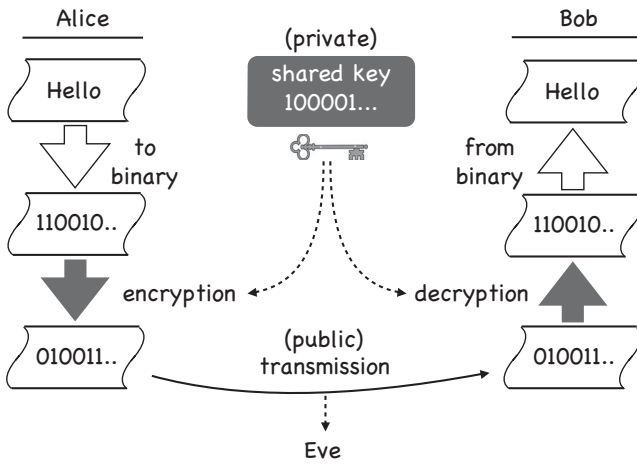 Alice
Hello
to
binary
110010..
encryption
010011..
(private)
shared key
100001...
(public)
transmission
Eve
Bob
Hello
from
binary
110010..
decryption
010011..